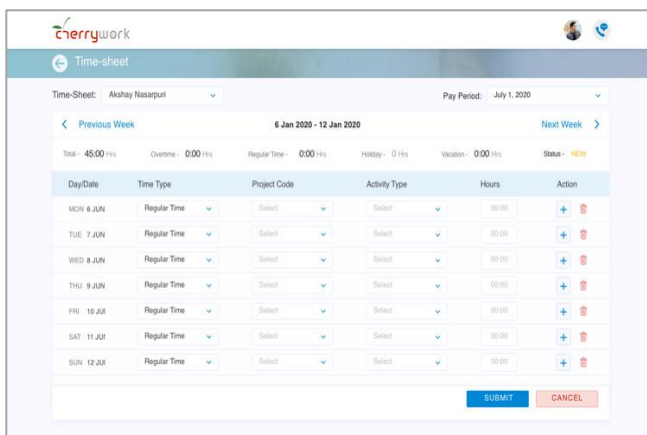 cherrywork
Time-sheet
Time-Sheet: Akshay Nasarpuri Pay Period: July 1, 2020
Previous Week 6 Jan 2020 - 12 Jan 2020 Next Week
Total - 45:00 Hrs Overtime - 0:00 Hrs Regular Time - 0:00 Hrs Holiday - 0 Hrs Vacation - 0:00 Hrs Status - NEW
Day/Date Time Type Project Code Activity Type Hours Action
MON 6 JUN Regular Time Select Select 00:00
TUE 7 JUN Regular Time Select Select 00:00
WED 8 JUN Regular Time Select Select 00:00
THU 9 JUN Regular Time Select Select 00:00
FRI 10 Regular Time Select Select 00:00
SAT 11 Regular Time Select Select 00:00
SUN 12 Regular Time Select Select 00:00
SUBMIT CANCEL